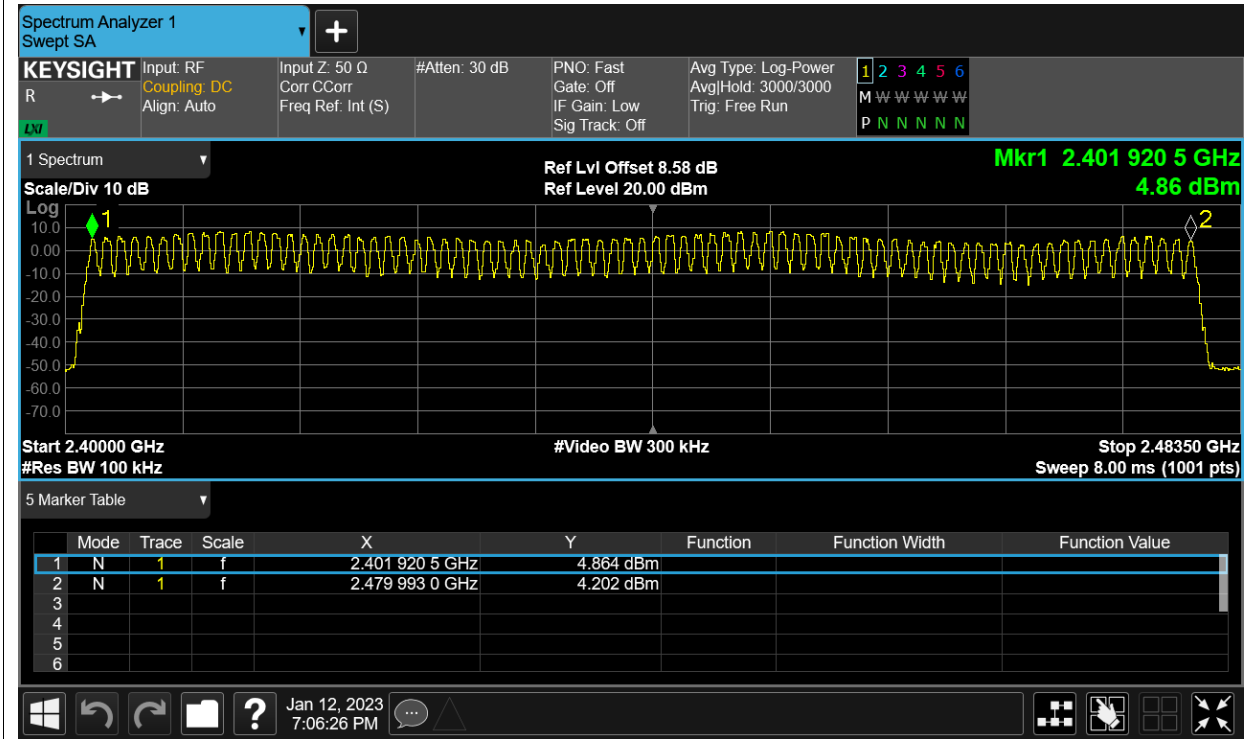 Spectrum Analyzer 1
Swept SA
KEYSIGHT
R
LXI
Input: RF
Coupling: DC
Align: Auto
Input Z: 50 Ω
Corr CCorr
Freq Ref: Int (S)
#Atten: 30 dB
PNO: Fast
Gate: Off
IF Gain: Low
Sig Track: Off
Avg Type: Log-Power
Avg|Hold: 3000/3000
Trig: Free Run
1 2 3 4 5 6
M W W W W W
P N N N N N
1 Spectrum
Scale/Div 10 dB
Ref Lvl Offset 8.58 dB
Ref Level 20.00 dBm
Mkr1 2.401 920 5 GHz
4.86 dBm
Log
10.0
0.00
-10.0
-20.0
-30.0
-40.0
-50.0
-60.0
-70.0
1
2
Start 2.40000 GHz
#Video BW 300 kHz
Stop 2.48350 GHz
#Res BW 100 kHz
Sweep 8.00 ms (1001 pts)
5 Marker Table
Mode Trace Scale X Y Function Function Width Function Value
1 N 1 f 2.401 920 5 GHz 4.864 dBm
2 N 1 f 2.479 993 0 GHz 4.202 dBm
3
4
5
6
?
Jan 12, 2023
7:06:26 PM